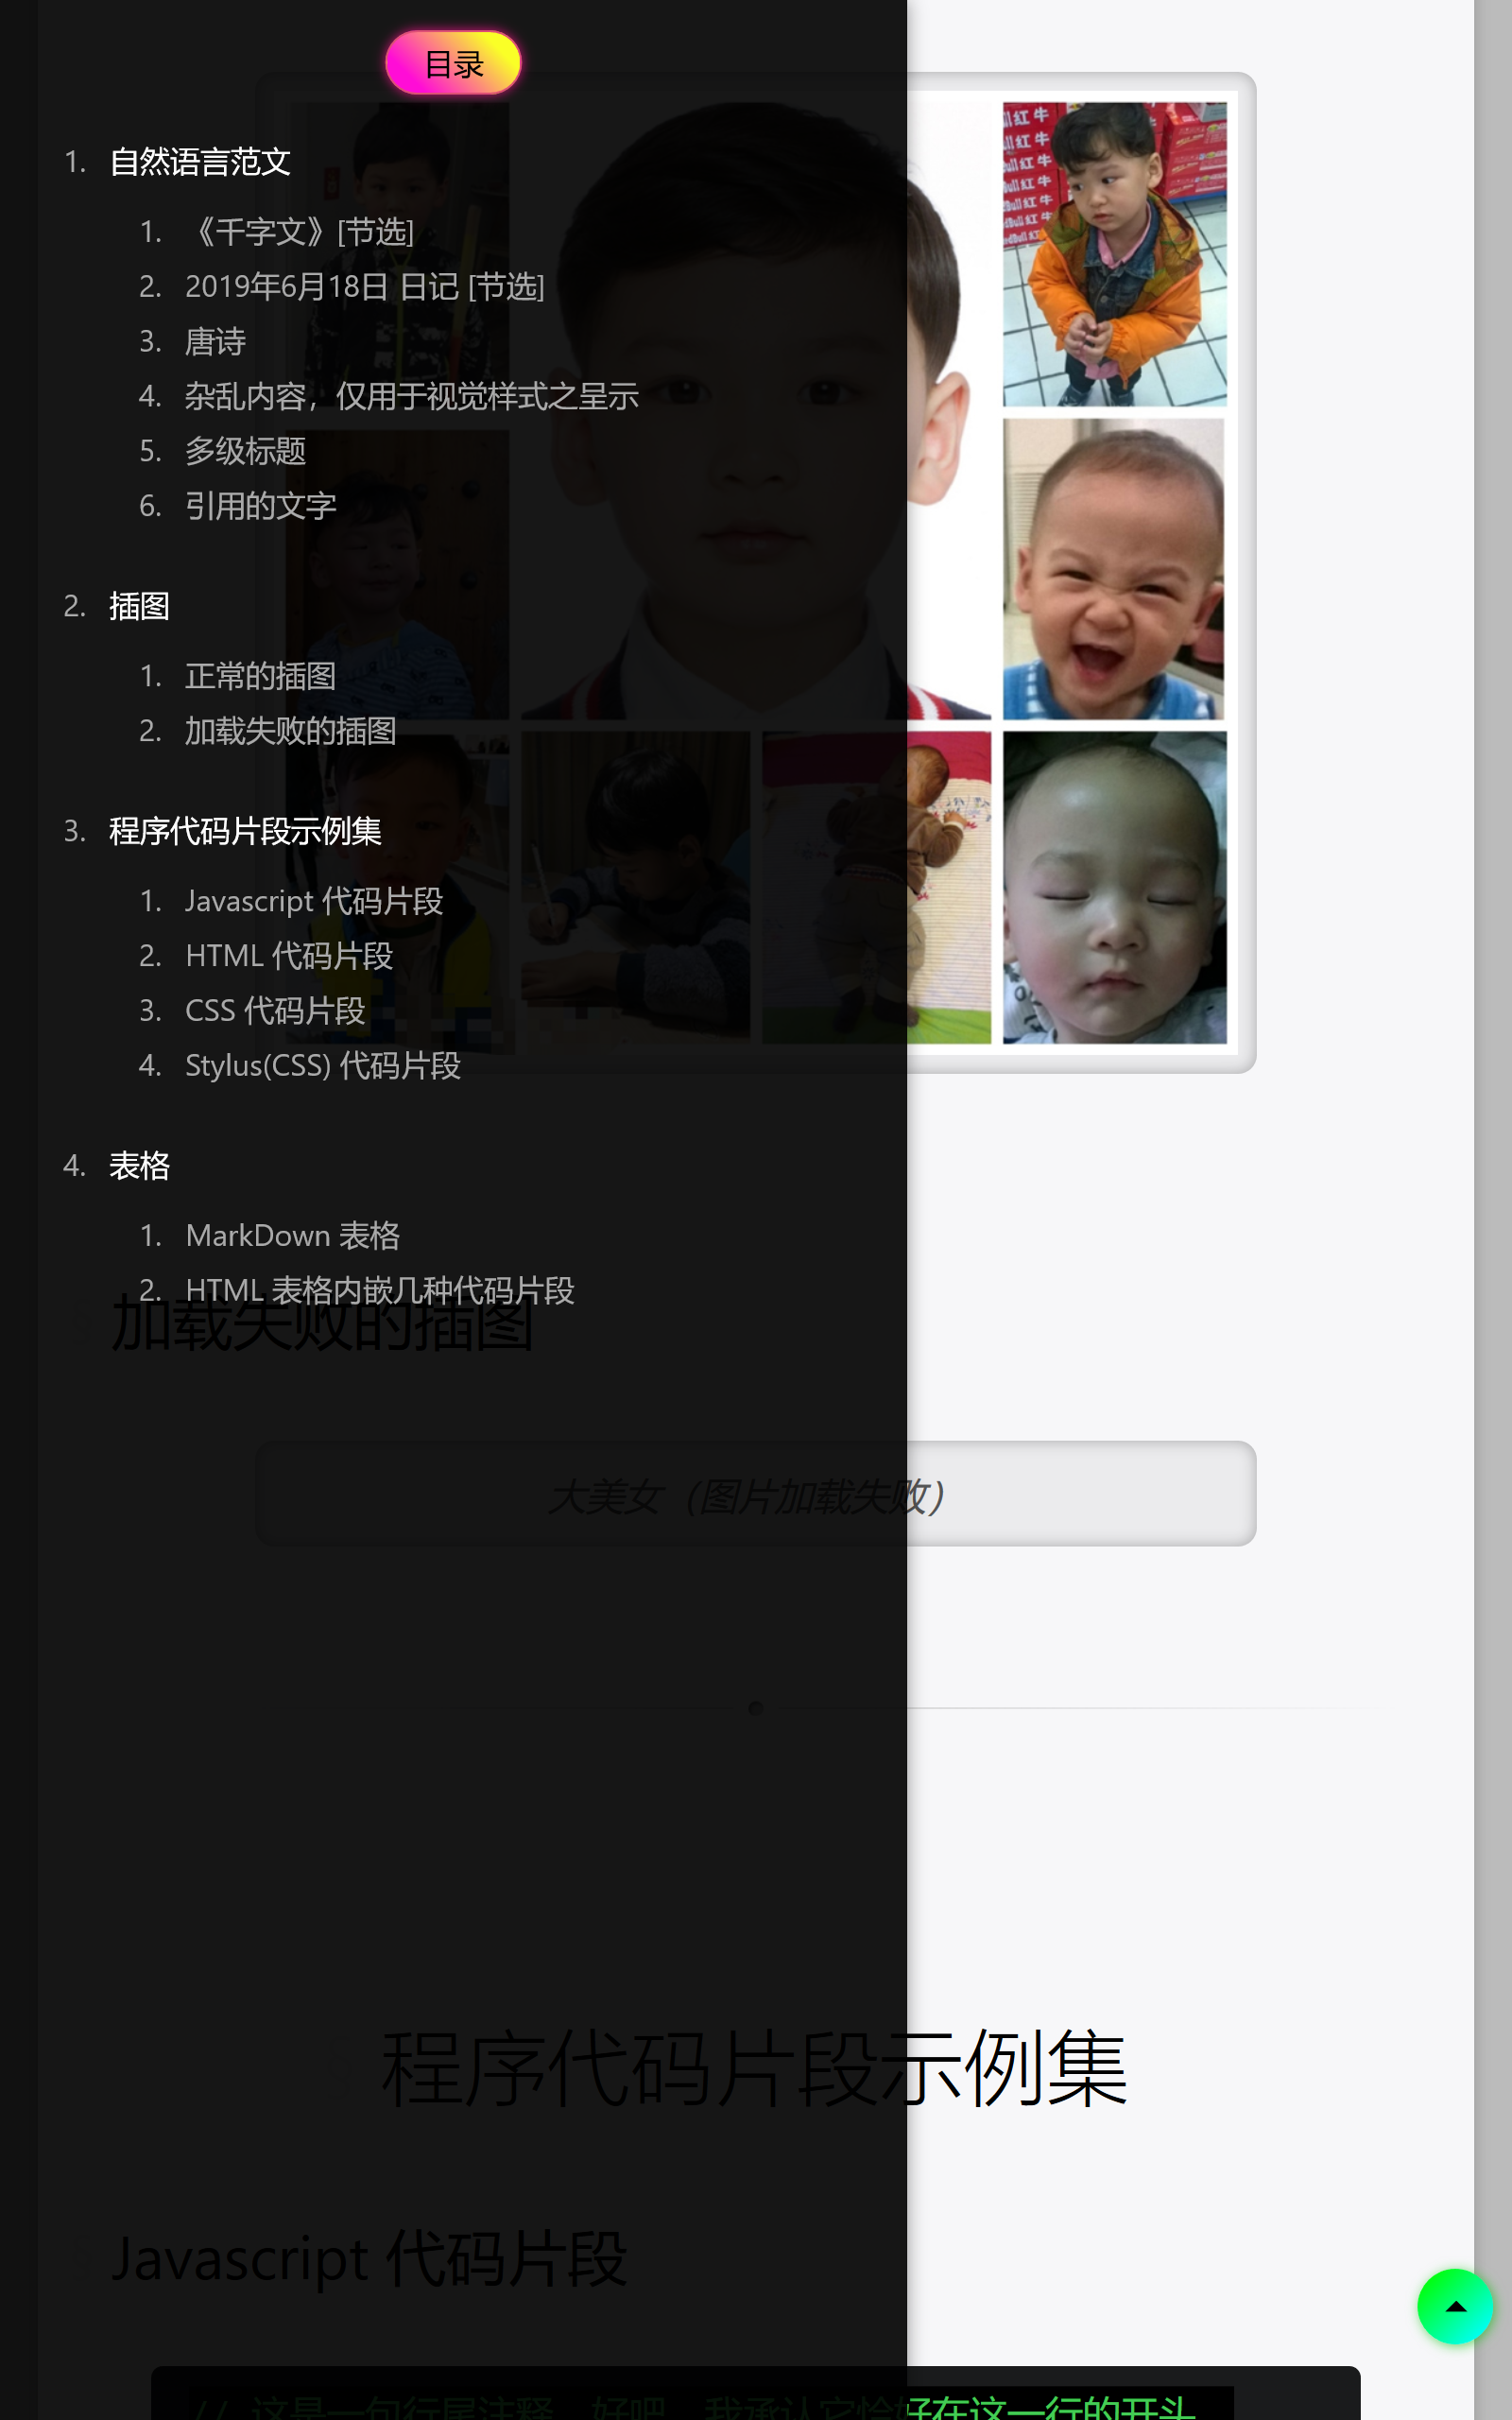 目录
1. 自然语言范文
1. 《千字文》[节选]
2. 2019年6月18日 日记 [节选]
3. 唐诗
4. 杂乱内容，仅用于视觉样式之呈示
5. 多级标题
6. 引用的文字
2. 插图
1. 正常的插图
2. 加载失败的插图
3. 程序代码片段示例集
1. Javascript 代码片段
2. HTML 代码片段
3. CSS 代码片段
4. Stylus(CSS) 代码片段
4. 表格
1. MarkDown 表格
2. HTML 表格内嵌几种代码片段
加载失败的插图
大美女（图片加载失败）
程序代码片段示例集
Javascript 代码片段
// 这是一句行尾注释。好吧，我承认它恰好在这一行的开头。